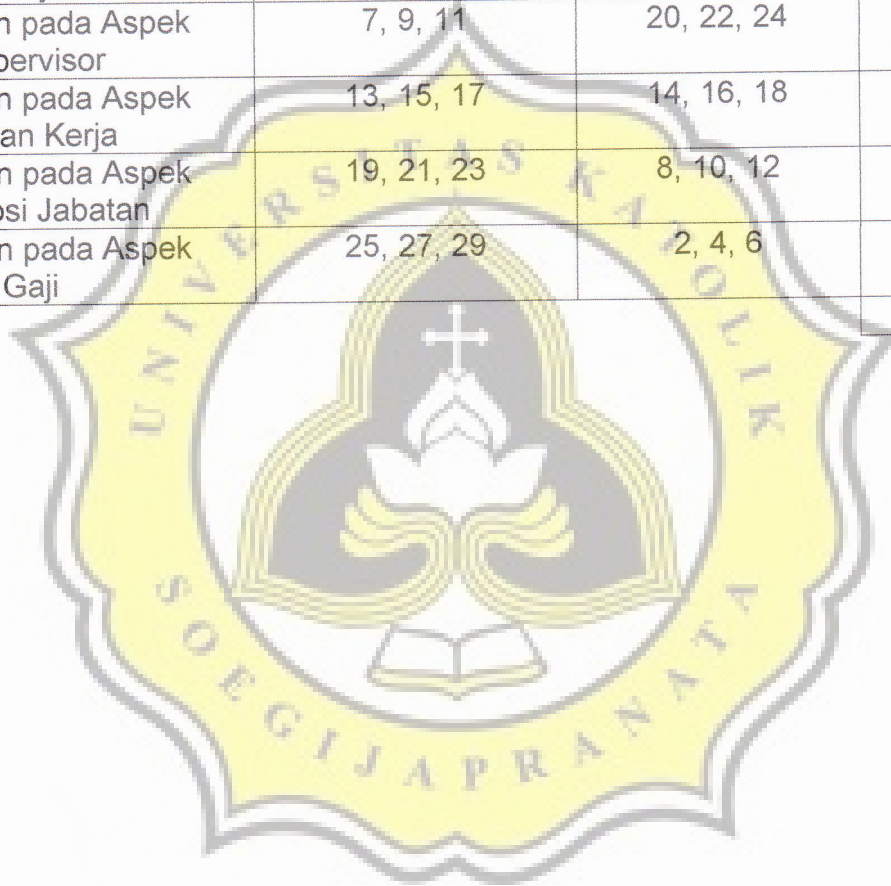 n pada Aspek 7, 9, 11 20, 22, 24
pervisor
n pada Aspek 13, 15, 17 14, 16, 18
an Kerja
n pada Aspek 19, 21, 23 8, 10, 12
osi Jabatan
n pada Aspek 25, 27, 29 2, 4, 6
Gaji
UNIVERSITAS KATOLIK
SOEGIJAPRANATA